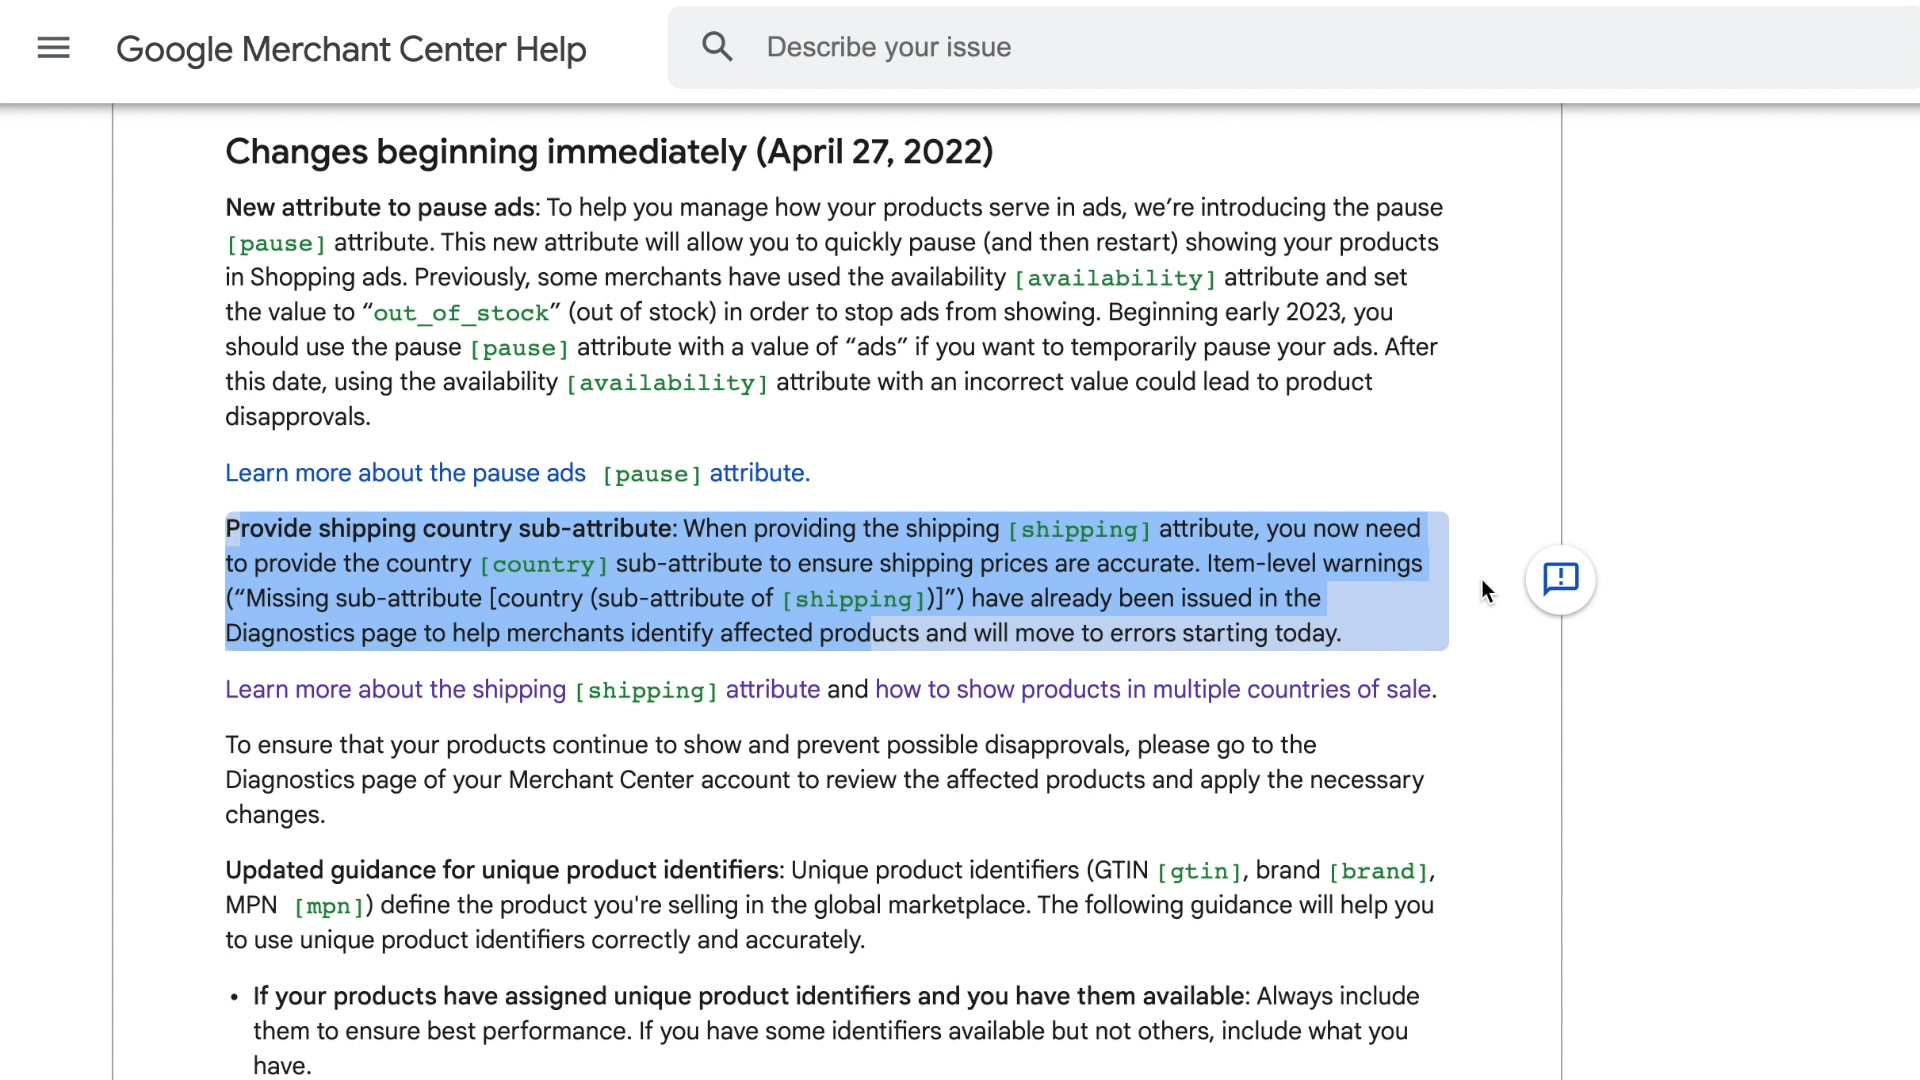 Google Merchant Center Help
Describe your issue
Changes beginning immediately (April 27, 2022)
New attribute to pause ads: To help you manage how your products serve in ads, we’re introducing the pause
[pause] attribute. This new attribute will allow you to quickly pause (and then restart) showing your products
in Shopping ads. Previously, some merchants have used the availability [availability] attribute and set
the value to “out_of_stock” (out of stock) in order to stop ads from showing. Beginning early 2023, you
should use the pause [pause] attribute with a value of “ads” if you want to temporarily pause your ads. After
this date, using the availability [availability] attribute with an incorrect value could lead to product
disapprovals.
Learn more about the pause ads [pause] attribute.
Provide shipping country sub-attribute: When providing the shipping [shipping] attribute, you now need
to provide the country [country] sub-attribute to ensure shipping prices are accurate. Item-level warnings
(“Missing sub-attribute [country (sub-attribute of [shipping])]”) have already been issued in the
Diagnostics page to help merchants identify affected products and will move to errors starting today.
Learn more about the shipping [shipping] attribute and how to show products in multiple countries of sale.
To ensure that your products continue to show and prevent possible disapprovals, please go to the
Diagnostics page of your Merchant Center account to review the affected products and apply the necessary
changes.
Updated guidance for unique product identifiers: Unique product identifiers (GTIN [gtin], brand [brand],
MPN [mpn]) define the product you're selling in the global marketplace. The following guidance will help you
to use unique product identifiers correctly and accurately.
• If your products have assigned unique product identifiers and you have them available: Always include
them to ensure best performance. If you have some identifiers available but not others, include what you
have.